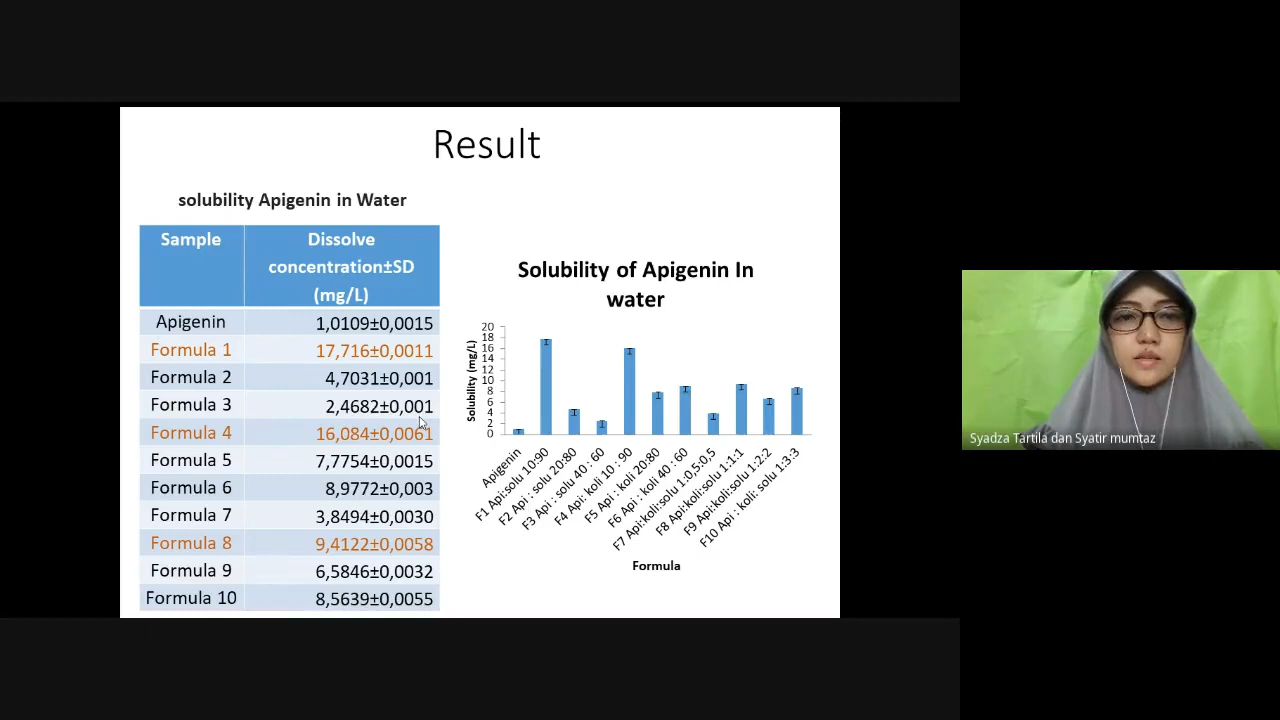 Result
solubility Apigenin in Water
Sample Dissolve
concentration±SD
(mg/L)
Apigenin 1,0109±0,0015
Formula 1 17,716±0,0011
Formula 2 4,7031±0,001
Formula 3 2,4682±0,001
Formula 4 16,084±0,0061
Formula 5 7,7754±0,0015
Formula 6 8,9772±0,003
Formula 7 3,8494±0,0030
Formula 8 9,4122±0,0058
Formula 9 6,5846±0,0032
Formula 10 8,5639±0,0055
Solubility of Apigenin In
water
Solubility (mg/L)
20
18
16
14
12
10
8
6
4
2
0
Apigenin
F1 Api:solu 10:90
F2 Api : solu 20:80
F3 Api : solu 40 : 60
F4 Api: koli 10 : 90
F5 Api : koli 20:80
F6 Api : koli 40 : 60
F7 Api:koli:solu 1:0,5:0,5
F8 Api:koli:solu 1:1:1
F9 Api:koli:solu 1:2:2
F10 Api : koli: solu 1:3:3
Formula
Syadza Tartila dan Syatir mumtaz